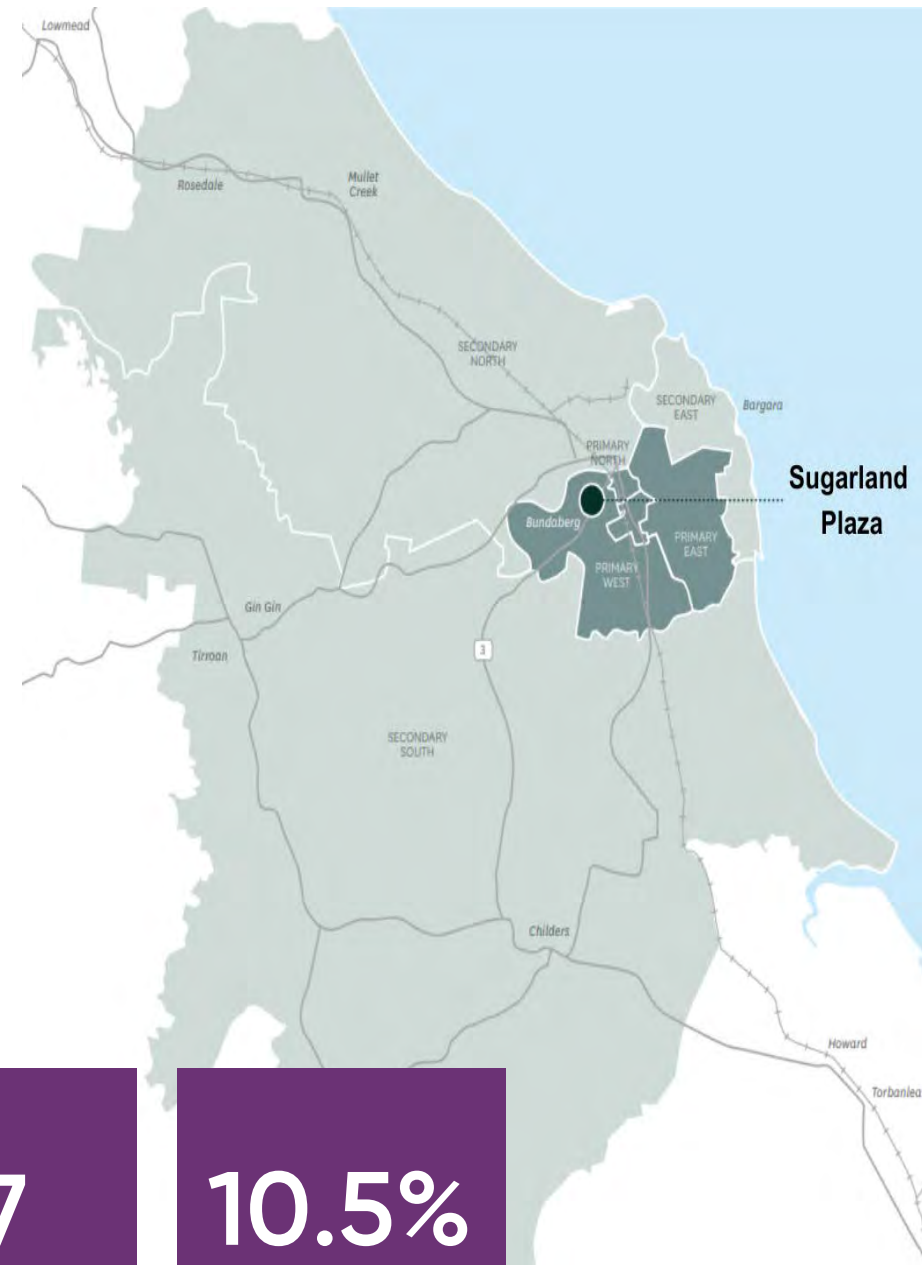 Lowmead
Rosedale
Mullet
Creek
SECONDARY
NORTH
SECONDARY
EAST
Bargara
PRIMARY
NORTH
Sugarland
Plaza
Bundaberg
PRIMARY
EAST
PRIMARY
WEST
Gin Gin
Tirroan
3
SECONDARY
SOUTH
Childers
Howard
Torbanlea
7
10.5%